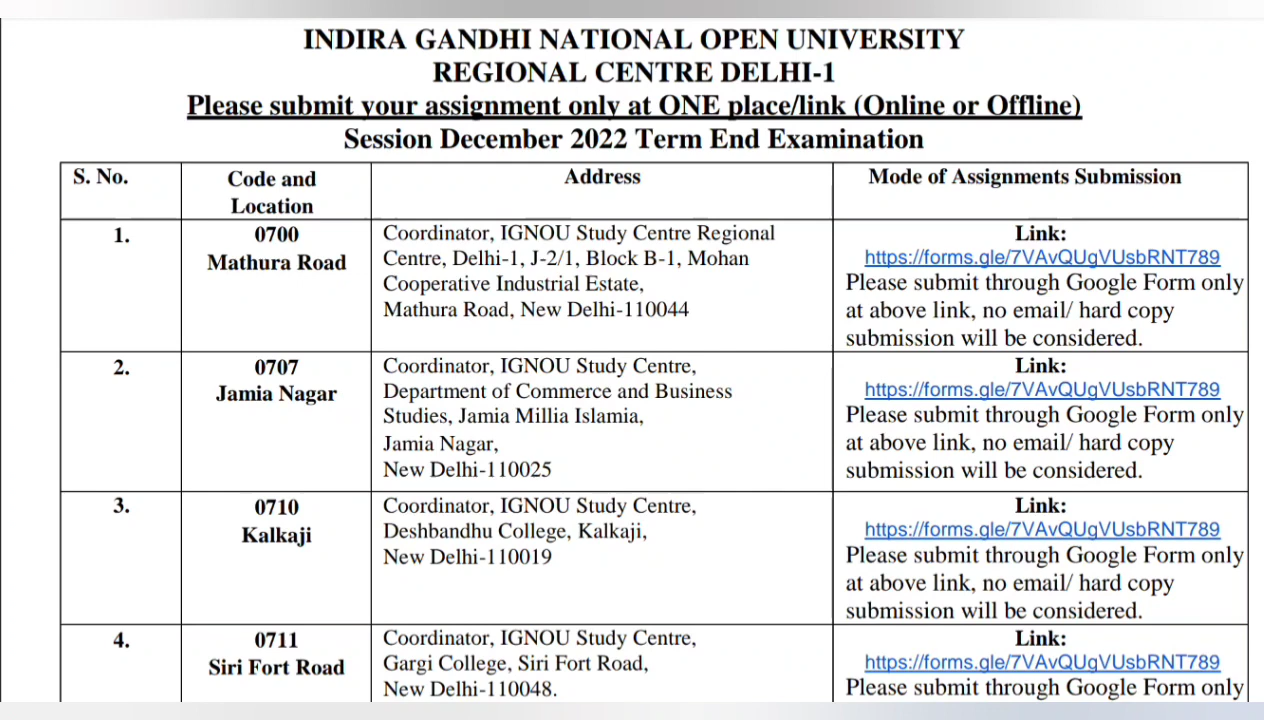 INDIRA GANDHI NATIONAL OPEN UNIVERSITY
REGIONAL CENTRE DELHI-1
Please submit your assignment only at ONE place/link (Online or Offline)
Session December 2022 Term End Examination
S. No.
Code and
Location
Address
Mode of Assignments Submission
1.
0700
Mathura Road
Coordinator, IGNOU Study Centre Regional
Centre, Delhi-1, J-2/1, Block B-1, Mohan
Cooperative Industrial Estate,
Mathura Road, New Delhi-110044
Link:
https://forms.gle/7VAvQUgVUsbRNT789
Please submit through Google Form only
at above link, no email/ hard copy
submission will be considered.
2.
0707
Jamia Nagar
Coordinator, IGNOU Study Centre,
Department of Commerce and Business
Studies, Jamia Millia Islamia,
Jamia Nagar,
New Delhi-110025
Link:
https://forms.gle/7VAvQUgVUsbRNT789
Please submit through Google Form only
at above link, no email/ hard copy
submission will be considered.
3.
0710
Kalkaji
Coordinator, IGNOU Study Centre,
Deshbandhu College, Kalkaji,
New Delhi-110019
Link:
https://forms.gle/7VAvQUgVUsbRNT789
Please submit through Google Form only
at above link, no email/ hard copy
submission will be considered.
4.
0711
Siri Fort Road
Coordinator, IGNOU Study Centre,
Gargi College, Siri Fort Road,
New Delhi-110048.
Link:
https://forms.gle/7VAvQUgVUsbRNT789
Please submit through Google Form only